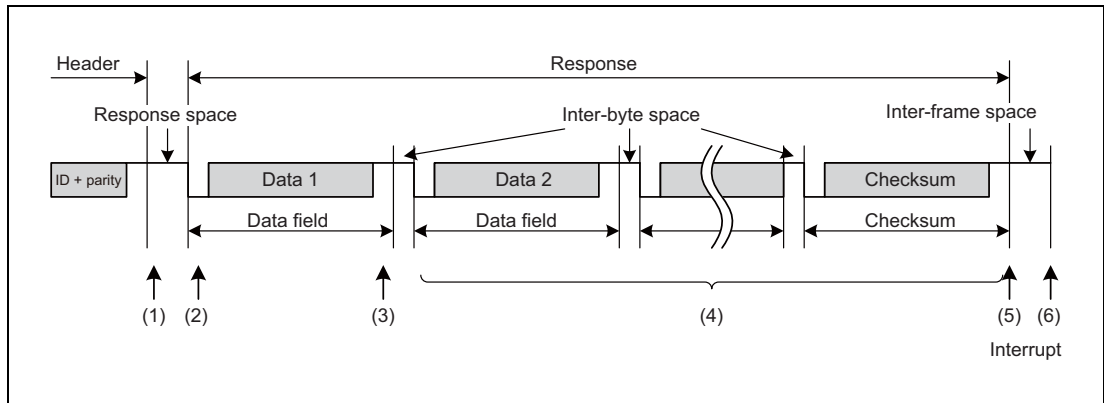 Header
Response
Response space
Inter-byte space
Inter-frame space
ID + parity
Data 1
Data 2
Checksum
Data field
Data field
Checksum
(1)
(2)
(3)
(4)
(5)
(6)
Interrupt